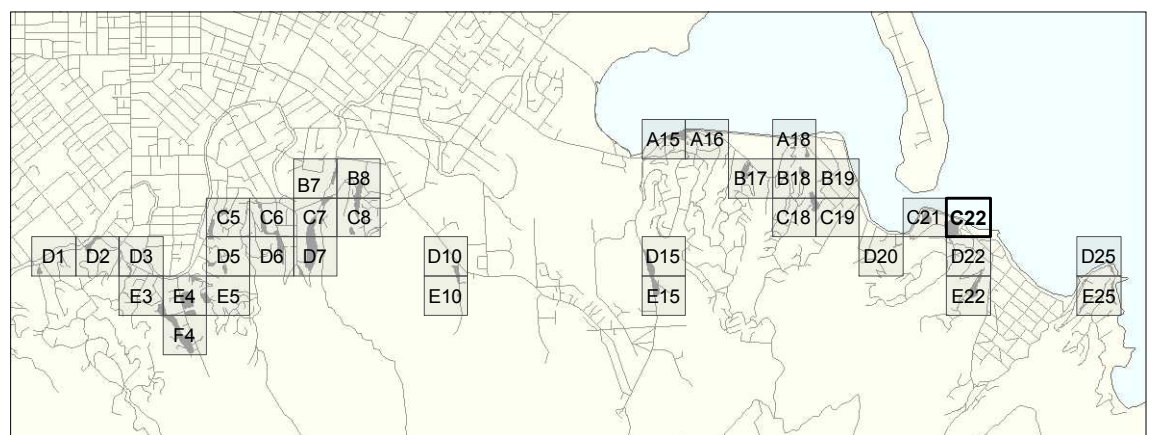 A15 A16 A18
B7 B8 B17 B18 B19
C5 C6 C7 C8 C18 C19 C21 C22
D1 D2 D3 D5 D6 D7 D10 D15 D20 D22 D25
E3 E4 E5 E10 E15 E22 E25
F4